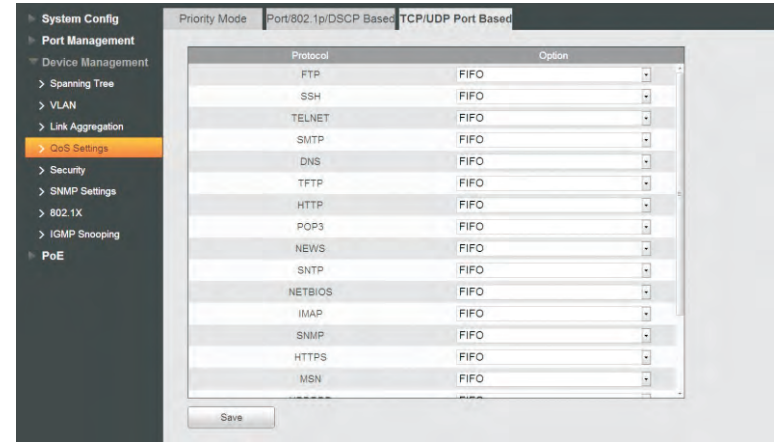 System Config
Port Management
Device Management
Spanning Tree
VLAN
Link Aggregation
QoS Settings
Security
SNMP Settings
802.1X
IGMP Snooping
PoE
Priority Mode Port/802.1p/DSCP Based TCP/UDP Port Based
Protocol Option
FTP FIFO
SSH FIFO
TELNET FIFO
SMTP FIFO
DNS FIFO
TFTP FIFO
HTTP FIFO
POP3 FIFO
NEWS FIFO
SNTP FIFO
NETBIOS FIFO
IMAP FIFO
SNMP FIFO
HTTPS FIFO
MSN FIFO
Save